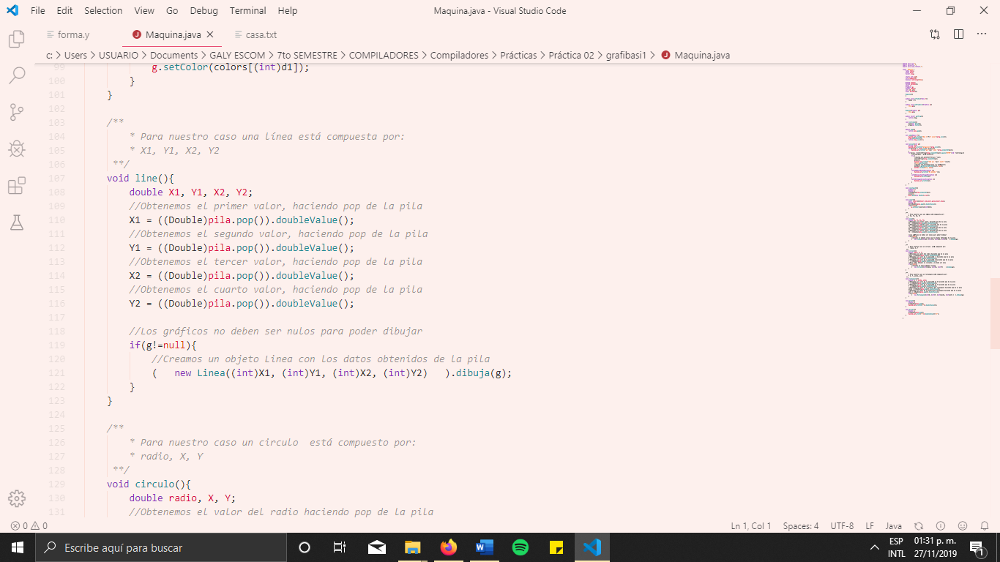 File Edit Selection View Go Debug Terminal Help Maquina.java - Visual Studio Code
forma.y Maquina.java casa.txt
c: > Users > USUARIO > Documents > GALY ESCOM > 7to SEMESTRE > COMPILADORES > Compiladores > Prácticas > Práctica 02 > grafibasi1 > Maquina.java
99 g.setColor(colors[(int)d1]);
100 }
101 }
102
103 /**
104 * Para nuestro caso una línea está compuesta por:
105 * X1, Y1, X2, Y2
106 **/
107 void line(){
108 double X1, Y1, X2, Y2;
109 //Obtenemos el primer valor, haciendo pop de la pila
110 X1 = ((Double)pila.pop()).doubleValue();
111 //Obtenemos el segundo valor, haciendo pop de la pila
112 Y1 = ((Double)pila.pop()).doubleValue();
113 //Obtenemos el tercer valor, haciendo pop de la pila
114 X2 = ((Double)pila.pop()).doubleValue();
115 //Obtenemos el cuarto valor, haciendo pop de la pila
116 Y2 = ((Double)pila.pop()).doubleValue();
117
118 //Los gráficos no deben ser nulos para poder dibujar
119 if(g!=null){
120 //Creamos un objeto Linea con los datos obtenidos de la pila
121 ( new Linea((int)X1, (int)Y1, (int)X2, (int)Y2) ).dibuja(g);
122 }
123 }
124
125 /**
126 * Para nuestro caso un circulo está compuesto por:
127 * radio, X, Y
128 **/
129 void circulo(){
130 double radio, X, Y;
131 //Obtenemos el valor del radio haciendo pop de la pila
0 0 Ln 1, Col 1 Spaces: 4 UTF-8 LF Java
Escribe aquí para buscar
ESP 01:31 p. m.
INTL 27/11/2019
1